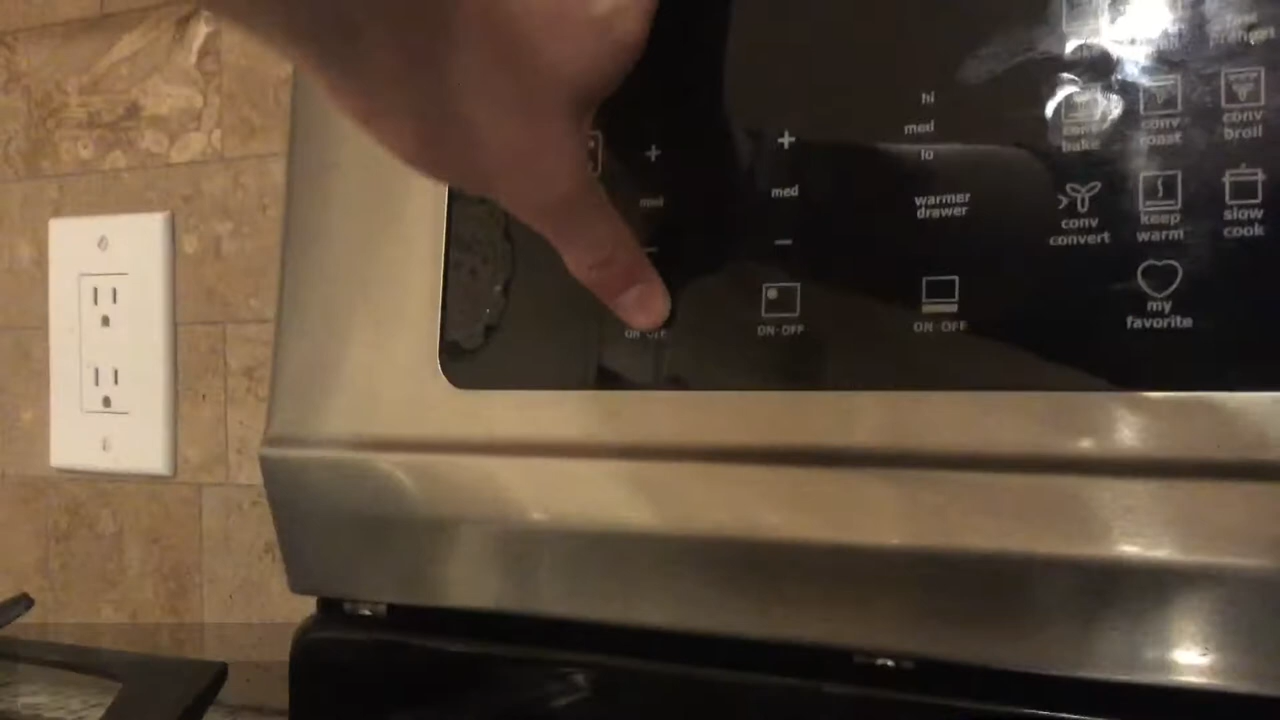 hi
med
lo
warmer
drawer
ON·OFF
+
med
−
ON·OFF
+
med
−
ON·OFF
conv
bake
conv
roast
conv
broil
conv
convert
keep
warm
slow
cook
my
favorite